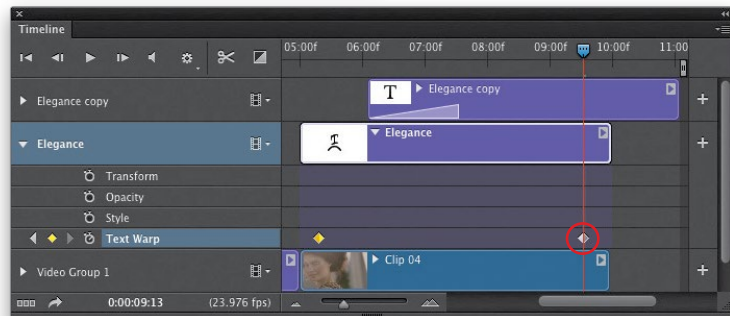 Timeline
05:00f 06:00f 07:00f 08:00f 09:00f 10:00f 11:00
Elegance copy
T Elegance copy
Elegance
T Elegance
Transform
Opacity
Style
Text Warp
Video Group 1
Clip 04
0:00:09:13 (23.976 fps)